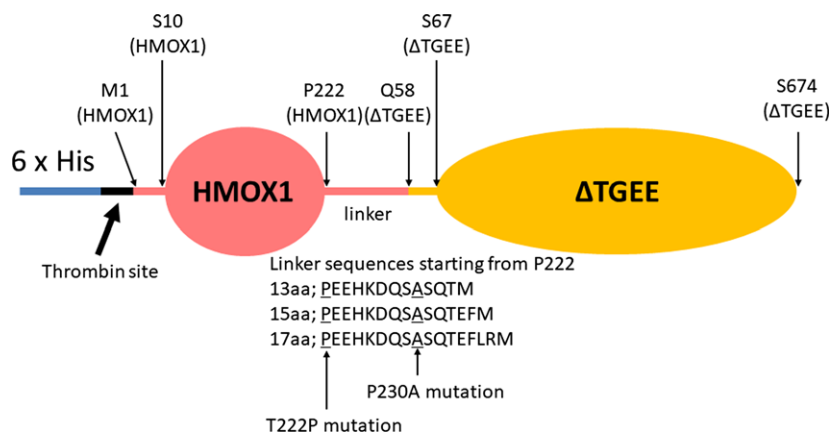 S10
(HMOX1)
S67
(ΔTGEE)
M1
(HMOX1)
P222
(HMOX1)
Q58
(ΔTGEE)
S674
(ΔTGEE)
6 x His
HMOX1
ΔTGEE
linker
Thrombin site
Linker sequences starting from P222
13aa; PEEHKDQSASQTM
15aa; PEEHKDQSASQTEFM
17aa; PEEHKDQSASQTEFLRM
P230A mutation
T222P mutation